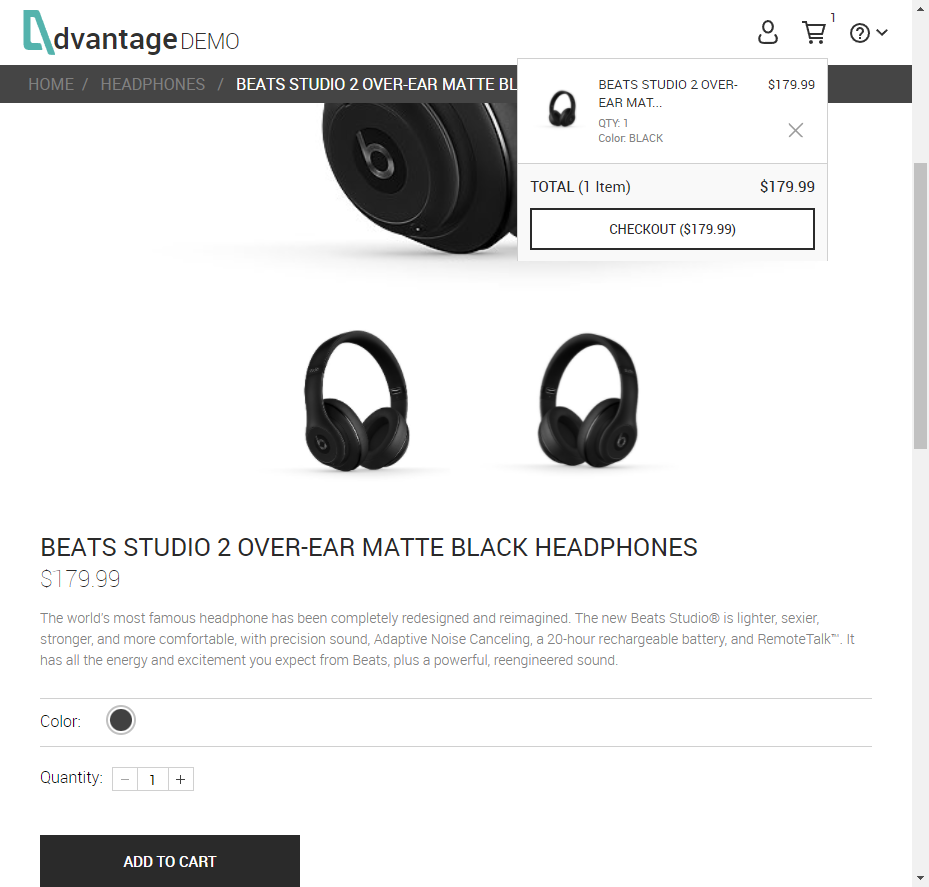 dvantage DEMO
1
HOME / HEADPHONES / BEATS STUDIO 2 OVER-EAR MATTE BL
BEATS STUDIO 2 OVER-
EAR MAT...
$179.99
QTY: 1
Color: BLACK
TOTAL (1 Item) $179.99
CHECKOUT ($179.99)
BEATS STUDIO 2 OVER-EAR MATTE BLACK HEADPHONES
$179.99
The world's most famous headphone has been completely redesigned and reimagined. The new Beats Studio® is lighter, sexier,
stronger, and more comfortable, with precision sound, Adaptive Noise Canceling, a 20-hour rechargeable battery, and RemoteTalk™. It
has all the energy and excitement you expect from Beats, plus a powerful, reengineered sound.
Color:
Quantity: − 1 +
ADD TO CART